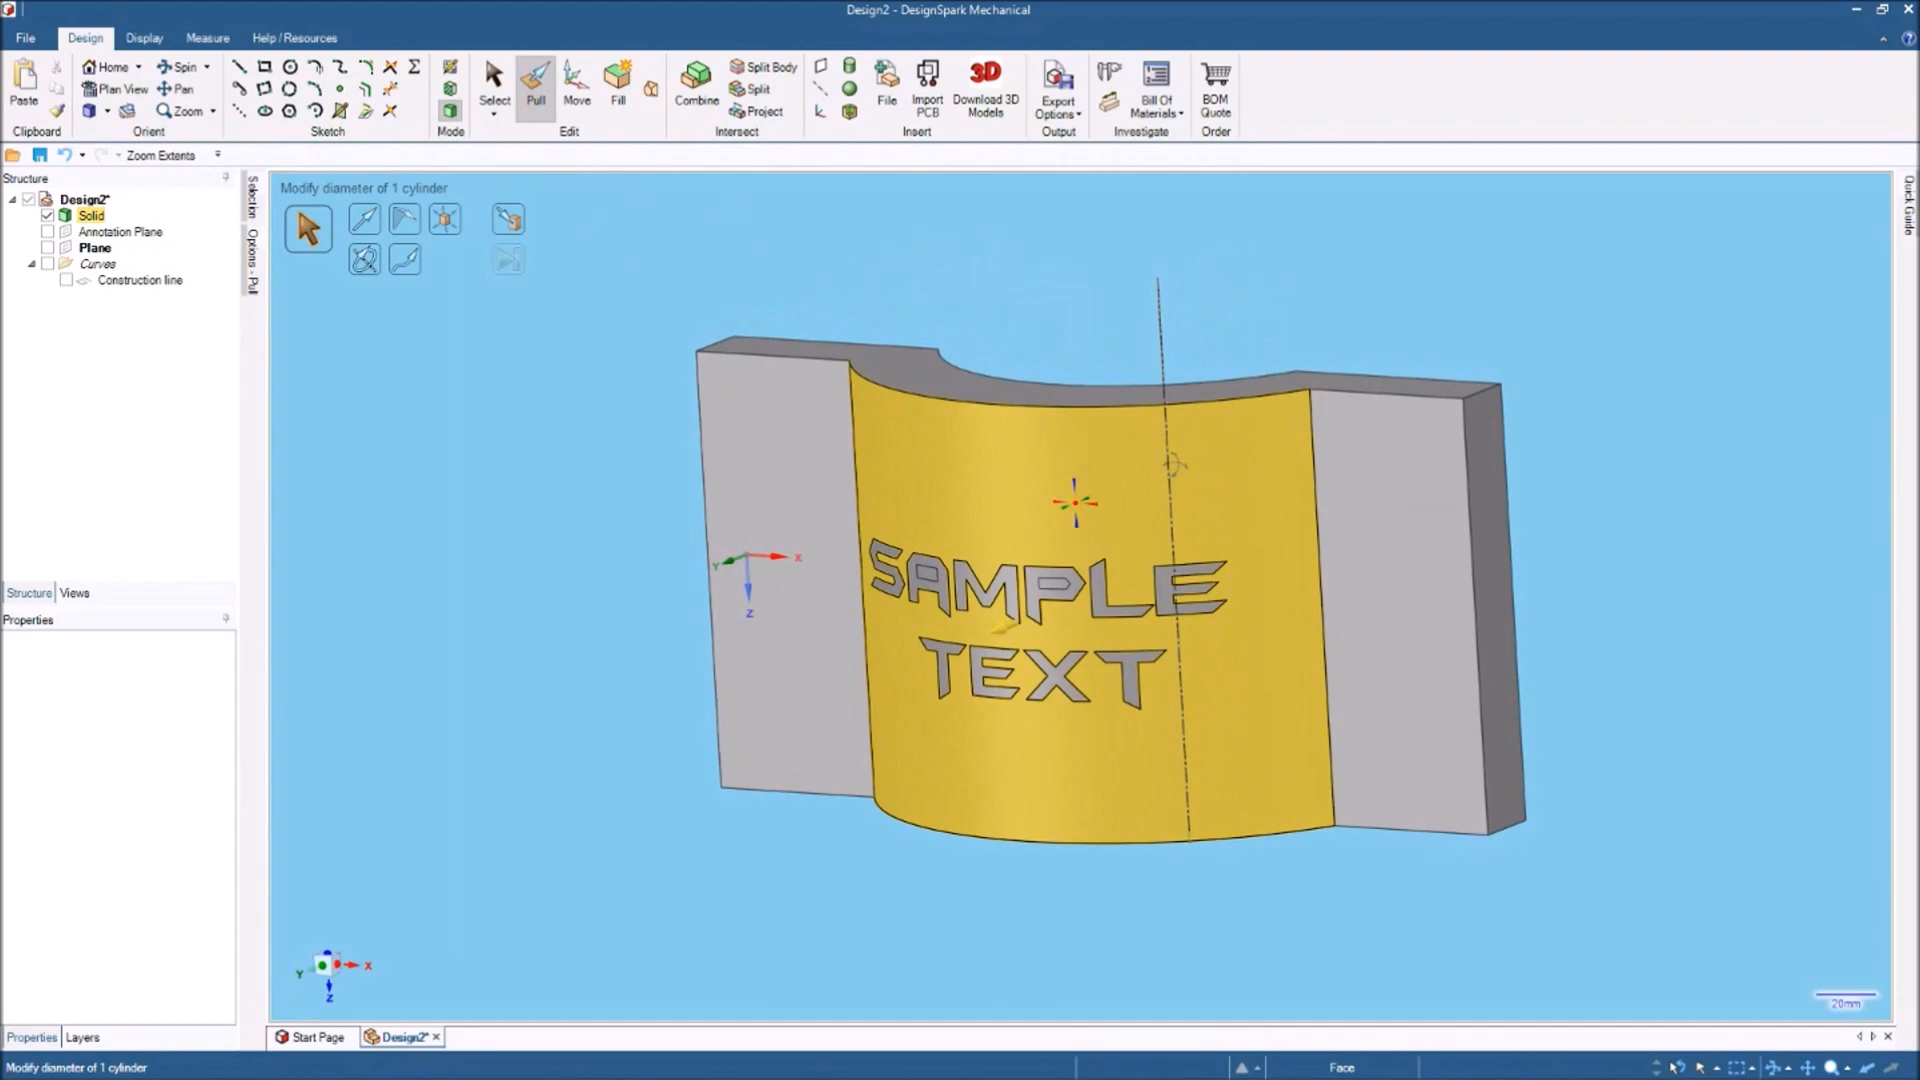 Design2 - DesignSpark Mechanical
File Design Display Measure Help / Resources
Paste
Home
Plan View
Spin
Pan
Zoom
Select
Pull
Move
Fill
Combine
Split Body
Split
Project
File
Import PCB
Download 3D Models
Export Options
Bill Of Materials
BOM Quote
Clipboard Orient Sketch Mode Edit Intersect Insert Output Investigate Order
Zoom Extents
Structure
Design2*
Solid
Annotation Plane
Plane
Curves
Construction line
Structure Views
Properties
Properties Layers
Selection
Options - Pull
Quick Guide
Modify diameter of 1 cylinder
SAMPLE
TEXT
X
Y
Z
Y
X
Z
20mm
Start Page
Design2*
Modify diameter of 1 cylinder
Face